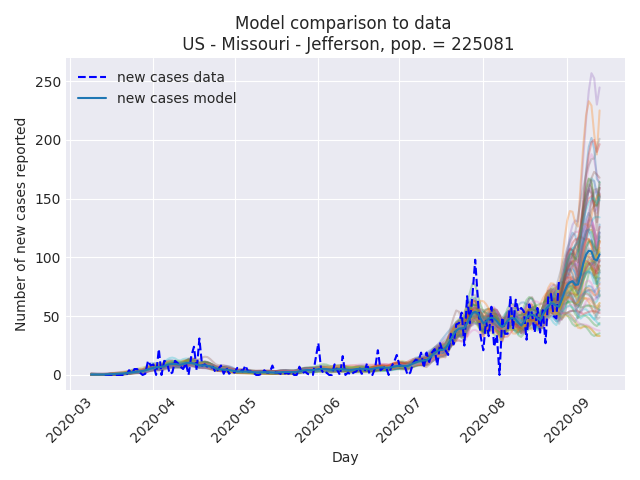 Model comparison to data
US - Missouri - Jefferson, pop. = 225081
new cases data
new cases model
Number of new cases reported
250
200
150
100
50
0
2020-03
2020-04
2020-05
2020-06
2020-07
2020-08
2020-09
Day